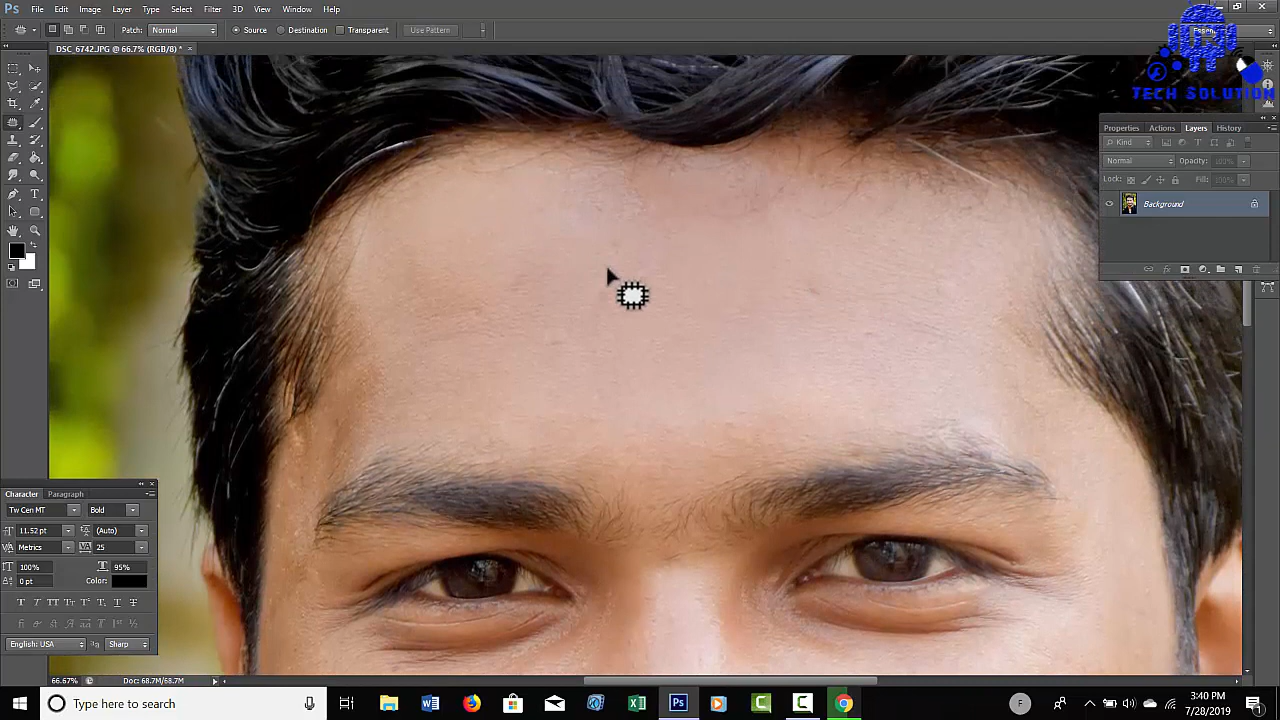 Ps File Edit Image Layer Type Select Filter 3D View Window Help
Patch: Normal Source Destination Transparent Use Pattern
DSC_6742.JPG @ 66.7% (RGB/8) * ×
TECH SOLUTION
Properties Actions Layers History
Kind
Normal Opacity: 100%
Lock: Fill: 100%
Background
Character Paragraph
Tw Cen MT Bold
11.52 pt (Auto)
Metrics 25
100% 95%
0 pt Color:
English: USA Sharp
66.67% Doc: 68.7M/68.7M
Type here to search
Ps
F
3:40 PM
7/28/2019